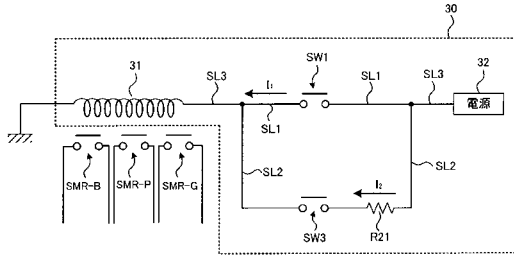 30
31
SL3
I₁
SW1
SL1
SL3
32
電源
SL1
SL2
SL2
SMR-B
SMR-P
SMR-G
I₂
SW3
R21